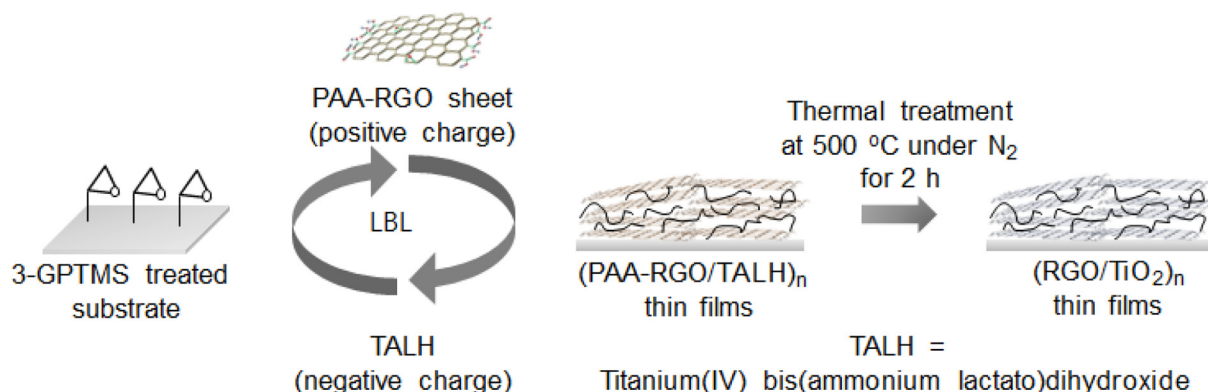 PAA-RGO sheet
(positive charge)
LBL
3-GPTMS treated
substrate
TALH
(negative charge)
(PAA-RGO/TALH)n
thin films
Thermal treatment
at 500 ºC under N2
for 2 h
(RGO/TiO2)n
thin films
TALH =
Titanium(IV) bis(ammonium lactato)dihydroxide